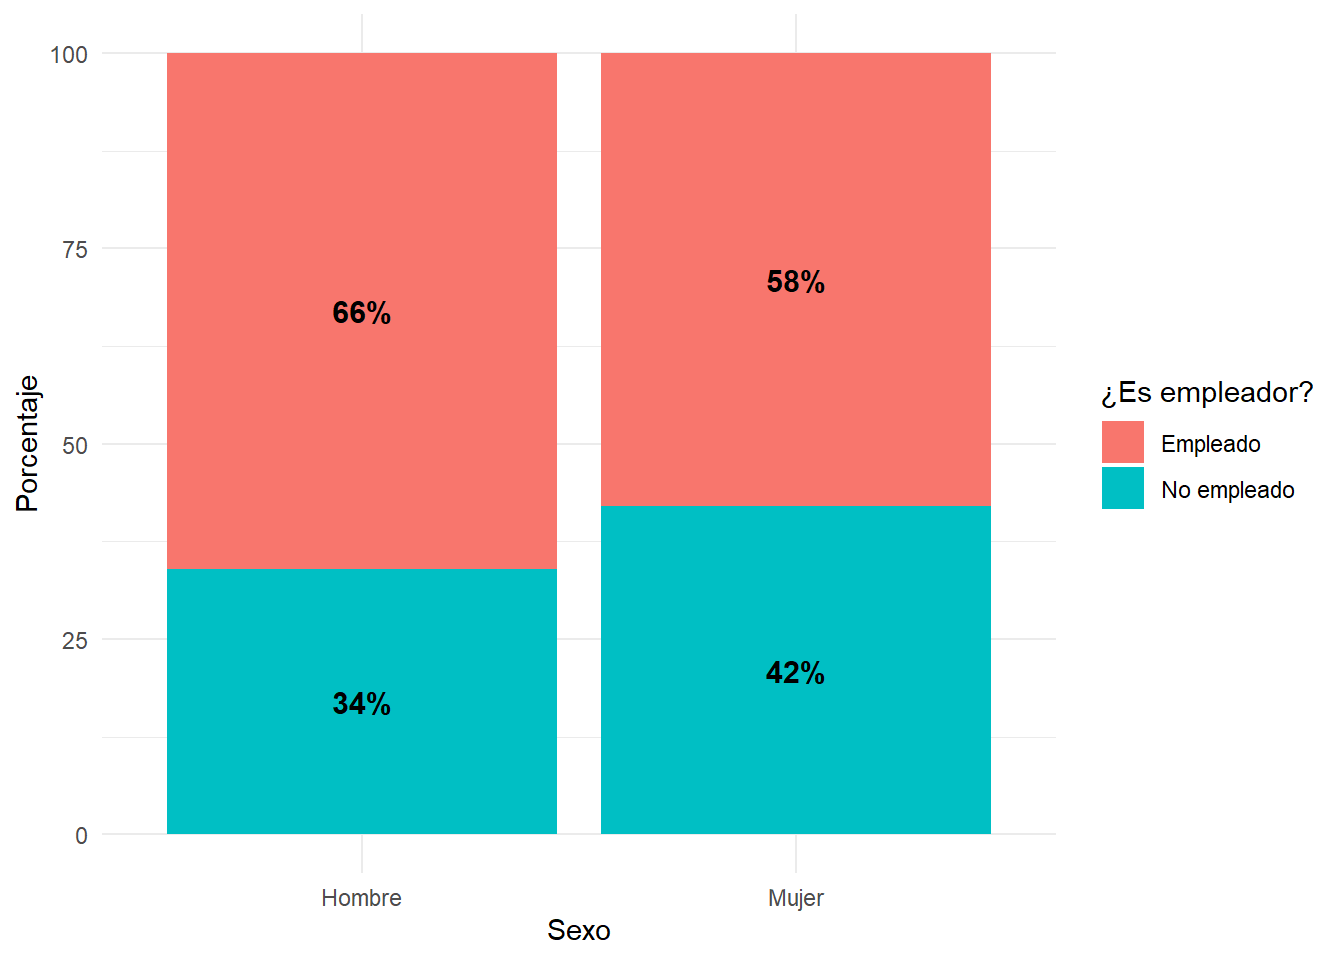 100
75
50
25
0
Porcentaje
66%
58%
34%
42%
Hombre
Mujer
Sexo
¿Es empleador?
Empleado
No empleado